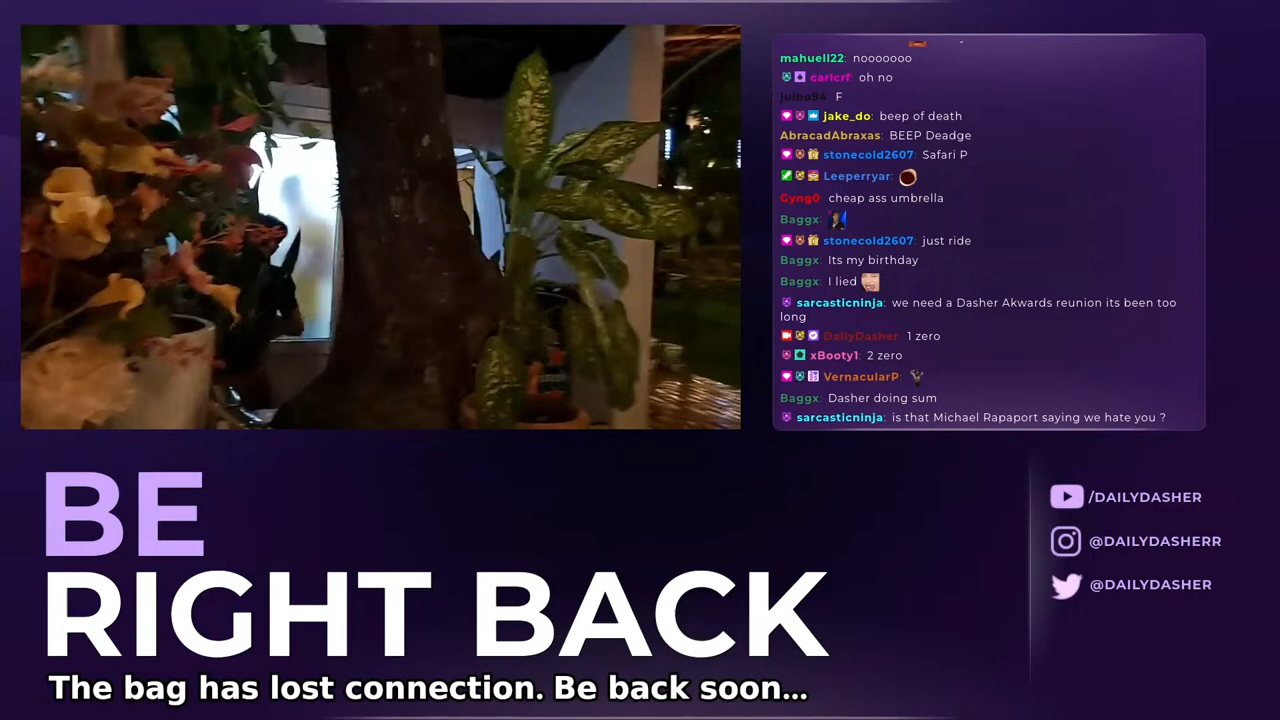 mahuell22: nooooooo
carlcrf: oh no
julho94 F
jake_do: beep of death
AbracadAbraxas: BEEP Deadge
stonecold2607: Safari P
Leeperryar:
Gyng0 cheap ass umbrella
Baggx:
stonecold2607: just ride
Baggx: Its my birthday
Baggx: I lied
sarcasticninja: we need a Dasher Akwards reunion its been too
long
DailyDasher: 1 zero
xBooty1: 2 zero
VernacularP:
Baggx: Dasher doing sum
sarcasticninja: is that Michael Rapaport saying we hate you ?
BE
RIGHT BACK
The bag has lost connection. Be back soon...
/DAILYDASHER
@DAILYDASHERR
@DAILYDASHER